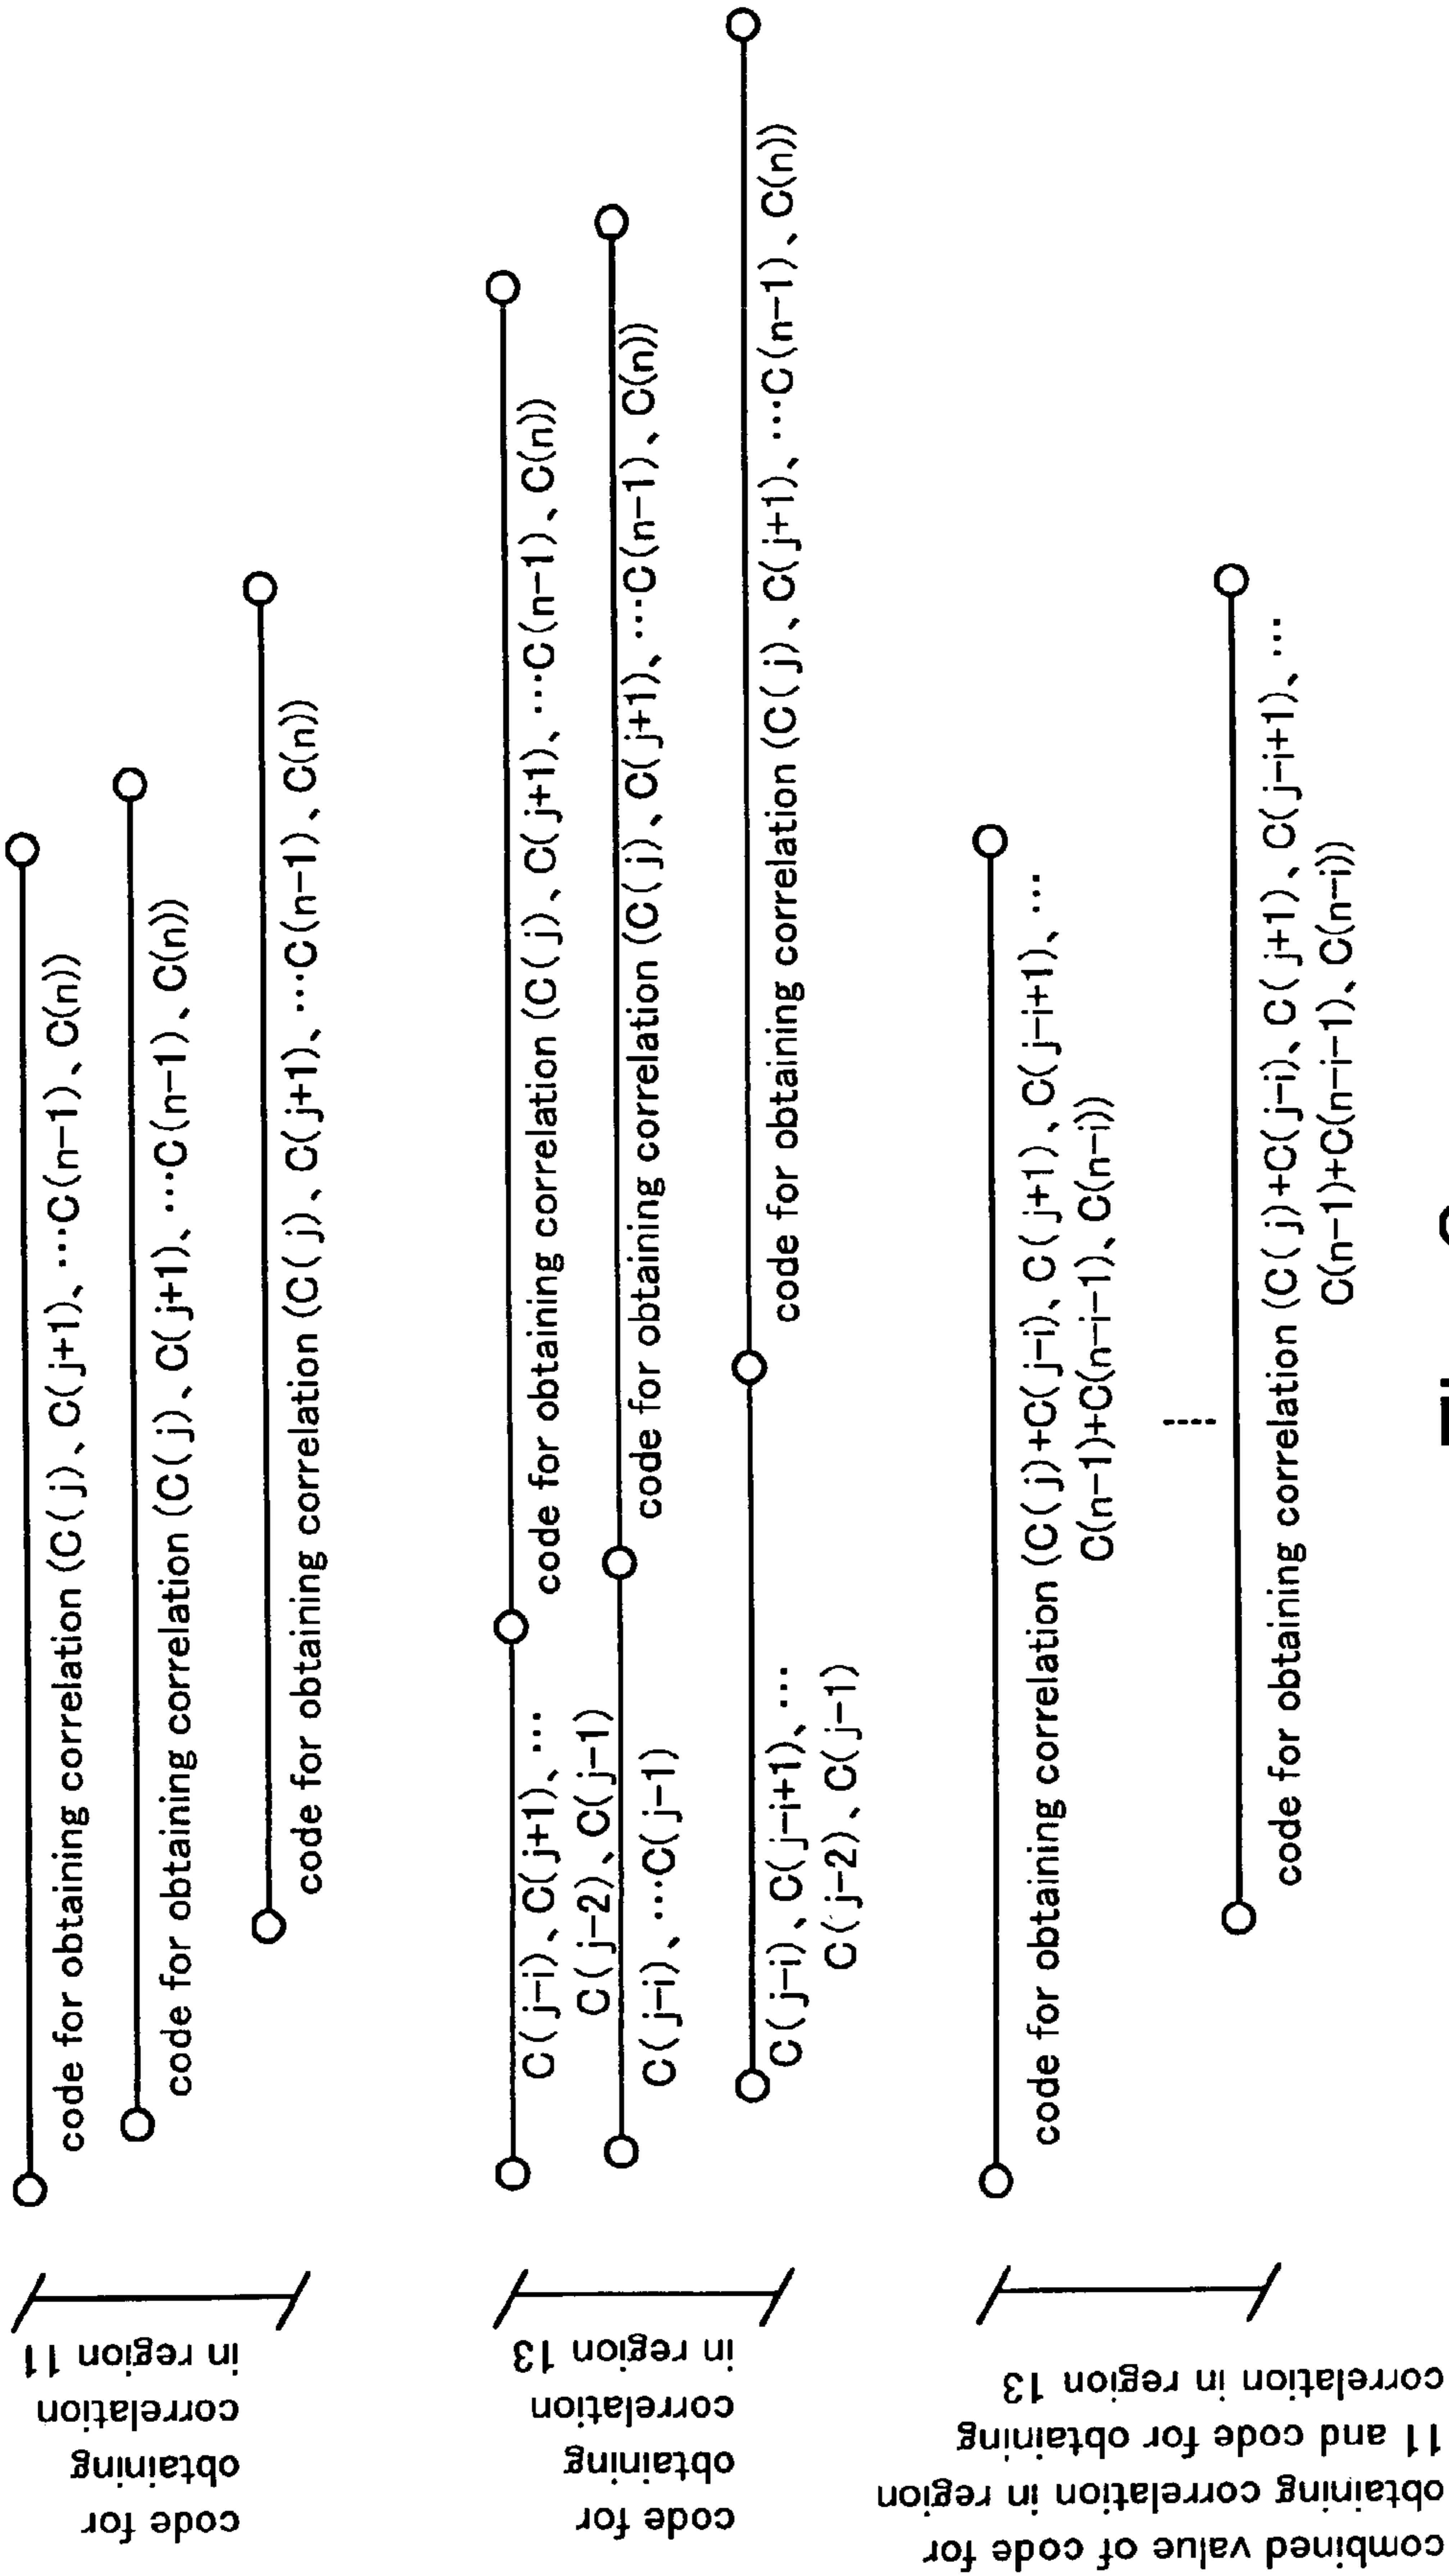 code for
obtaining
correlation
in region 11
code for obtaining correlation (C(j)、C(j+1)、…C(n−1)、C(n))
code for obtaining correlation (C(j)、C(j+1)、…C(n−1)、C(n))
code for obtaining correlation (C(j)、C(j+1)、…C(n−1)、C(n))
code for
obtaining
correlation
in region 13
C(j−i)、C(j+1)、…
C(j−2)、C(j−1)
code for obtaining correlation (C(j)、C(j+1)、…C(n−1)、C(n))
C(j−i)、…C(j−1)
code for obtaining correlation (C(j)、C(j+1)、…C(n−1)、C(n))
C(j−i)、C(j−i+1)、…
C(j−2)、C(j−1)
code for obtaining correlation (C(j)、C(j+1)、…C(n−1)、C(n))
combined value of code for
obtaining correlation in region
11 and code for obtaining
correlation in region 13
code for obtaining correlation (C(j)+C(j−i)、C(j+1)、C(j−i+1)、…
C(n−1)+C(n−i−1)、C(n−i))
code for obtaining correlation (C(j)+C(j−i)、C(j+1)、C(j−i+1)、…
C(n−1)+C(n−i−1)、C(n−i))